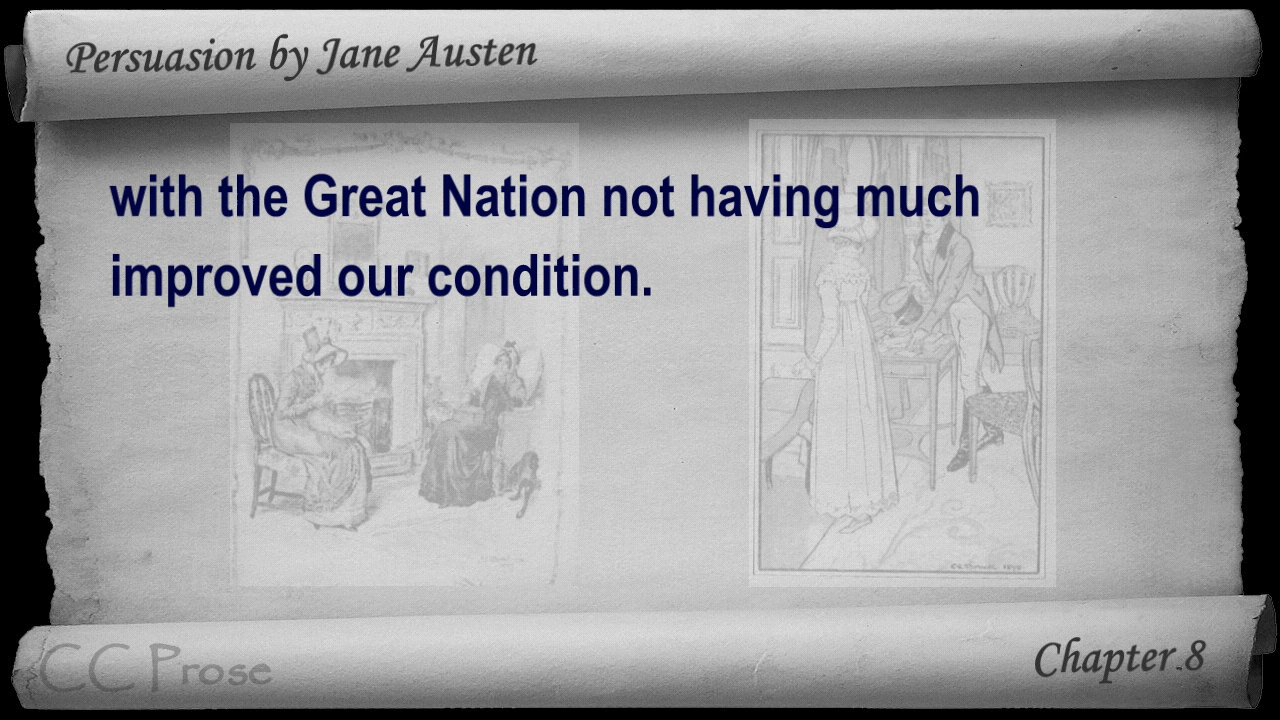 Persuasion by Jane Austen
with the Great Nation not having much
improved our condition.
CC Prose
Chapter 8